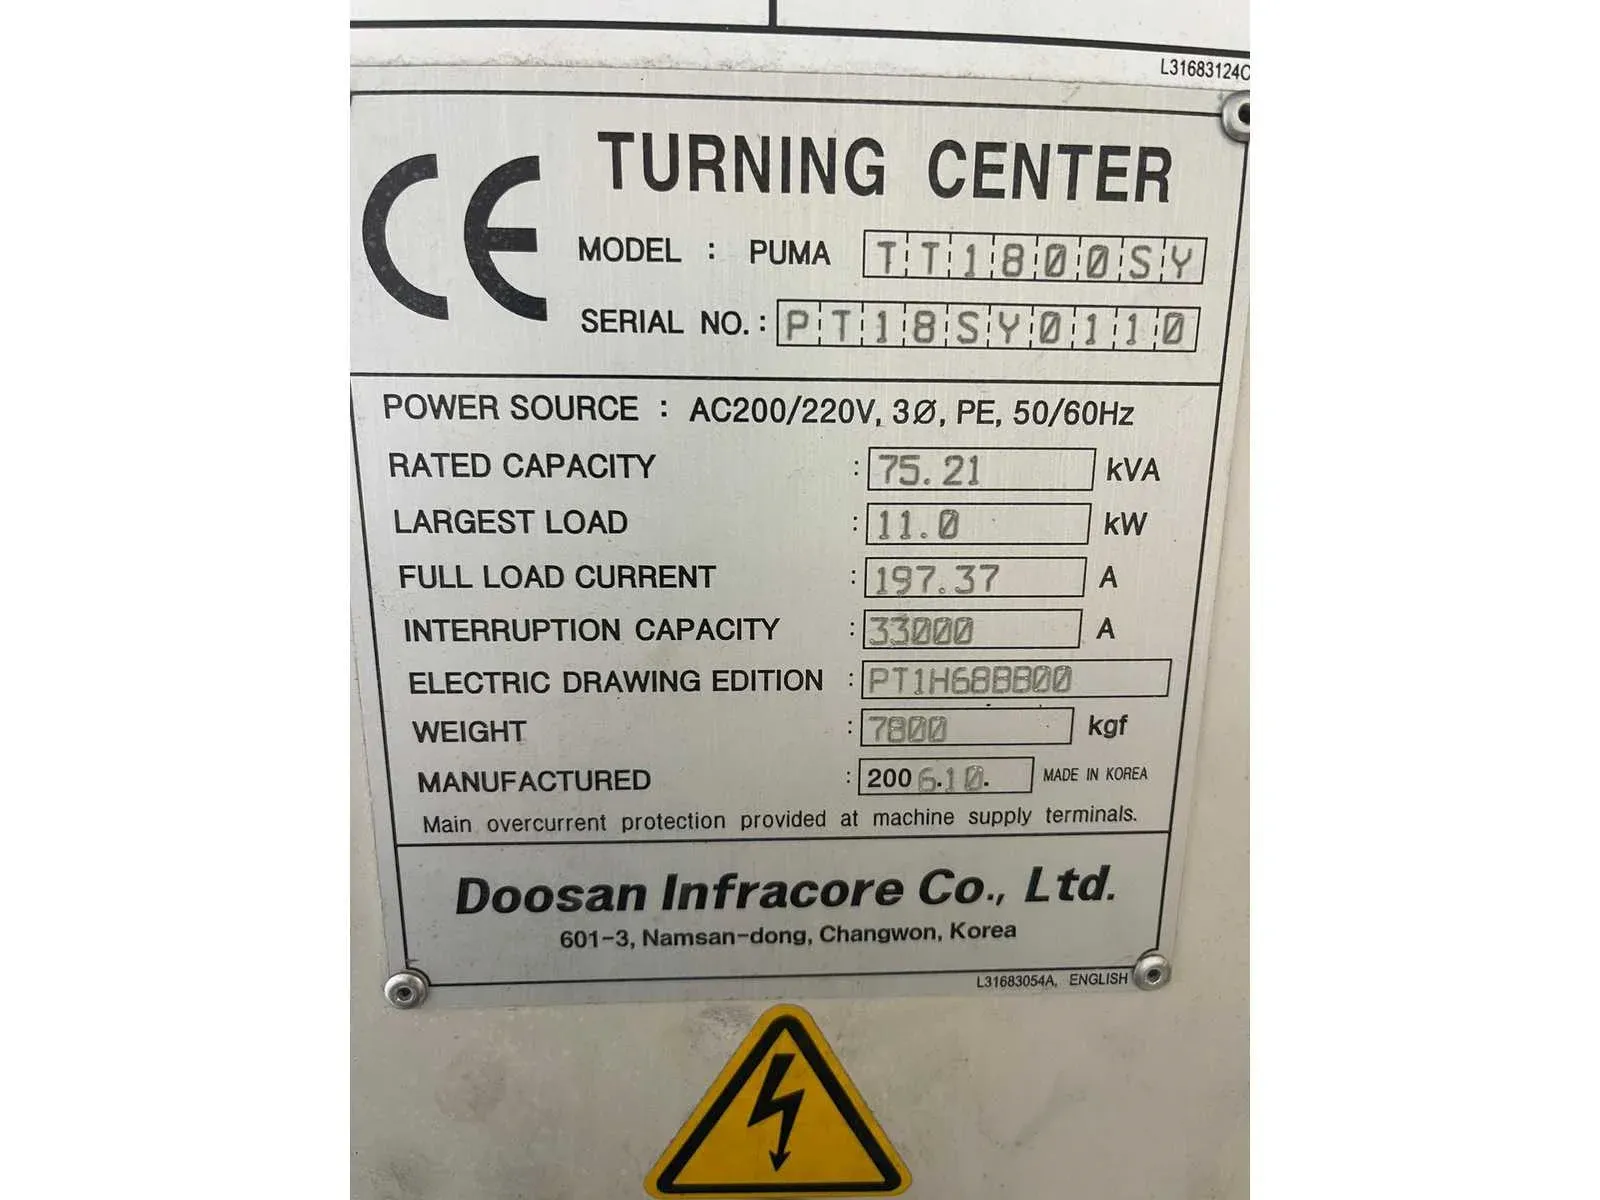 L31683124C
CE
TURNING CENTER
MODEL : PUMA TT1800SY
SERIAL NO. : PT18SY0110
POWER SOURCE : AC200/220V, 3Ø, PE, 50/60Hz
RATED CAPACITY : 75.21 kVA
LARGEST LOAD : 11.0 kW
FULL LOAD CURRENT : 197.37 A
INTERRUPTION CAPACITY : 33000 A
ELECTRIC DRAWING EDITION : PT1H68BB00
WEIGHT : 7800 kgf
MANUFACTURED : 2006.10. MADE IN KOREA
Main overcurrent protection provided at machine supply terminals.
Doosan Infracore Co., Ltd.
601-3, Namsan-dong, Changwon, Korea
L31683054A, ENGLISH